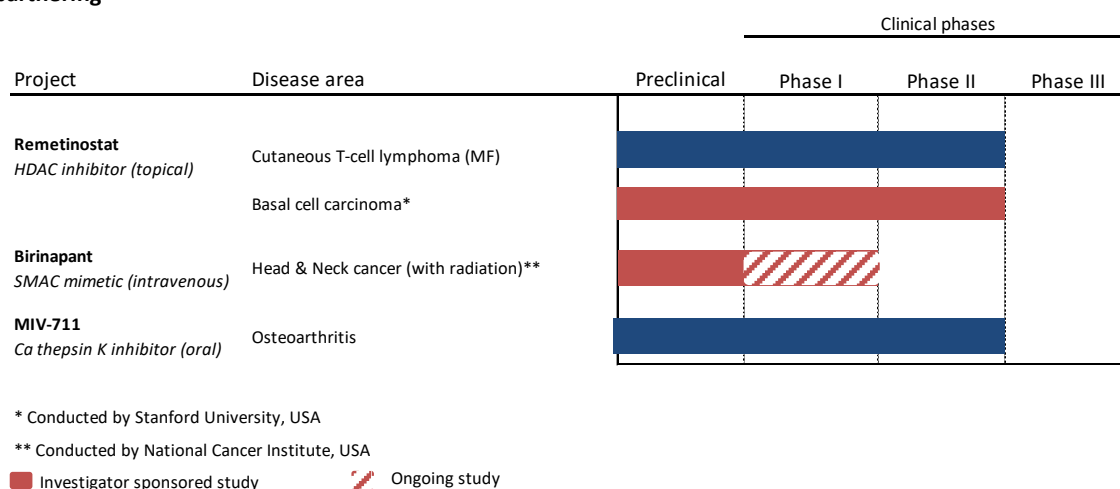 Clinical phases
Project Disease area Preclinical Phase I Phase II Phase III
Remetinostat
HDAC inhibitor (topical)
Cutaneous T-cell lymphoma (MF)
Basal cell carcinoma*
Birinapant
SMAC mimetic (intravenous)
Head & Neck cancer (with radiation)**
MIV-711
Ca thepsin K inhibitor (oral)
Osteoarthritis
* Conducted by Stanford University, USA
** Conducted by National Cancer Institute, USA
Investigator sponsored study Ongoing study